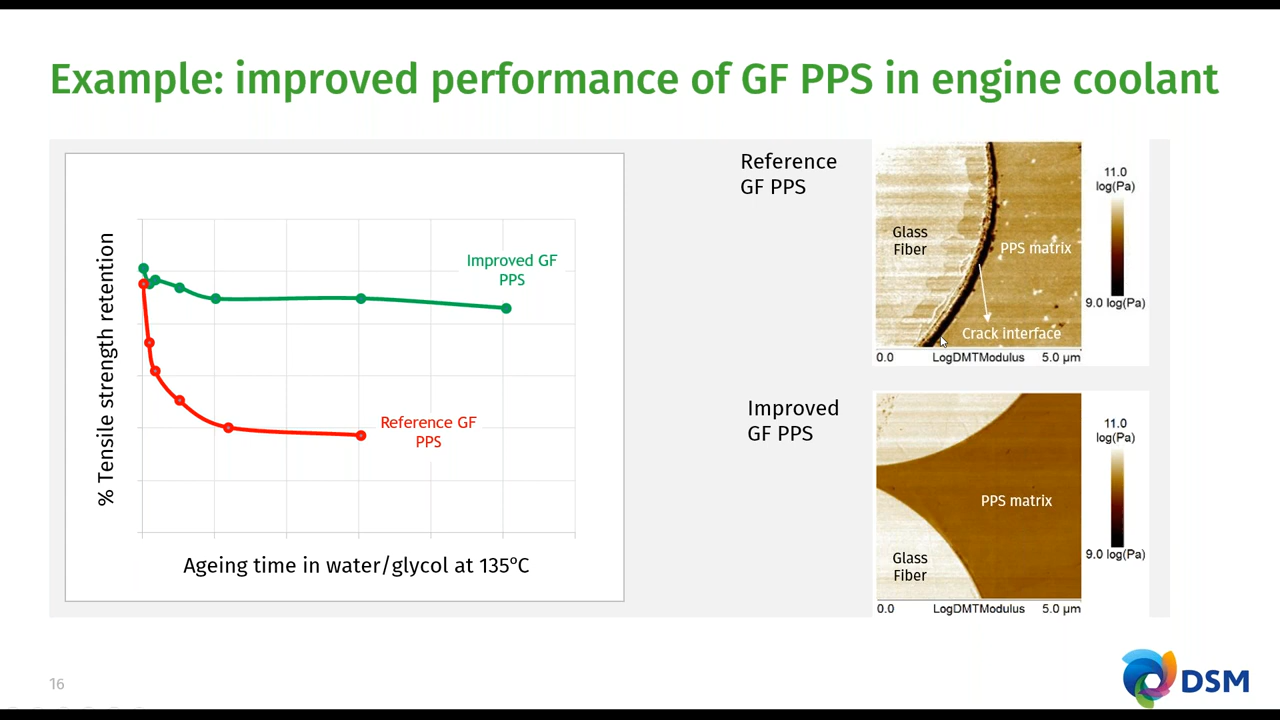 Example: improved performance of GF PPS in engine coolant
% Tensile strength retention
Improved GF
PPS
Reference GF
PPS
Ageing time in water/glycol at 135°C
Reference
GF PPS
Glass
Fiber
PPS matrix
Crack interface
0.0 LogDMTModulus 5.0 µm
11.0
log(Pa)
9.0 log(Pa)
Improved
GF PPS
PPS matrix
Glass
Fiber
0.0 LogDMTModulus 5.0 µm
11.0
log(Pa)
9.0 log(Pa)
16
DSM